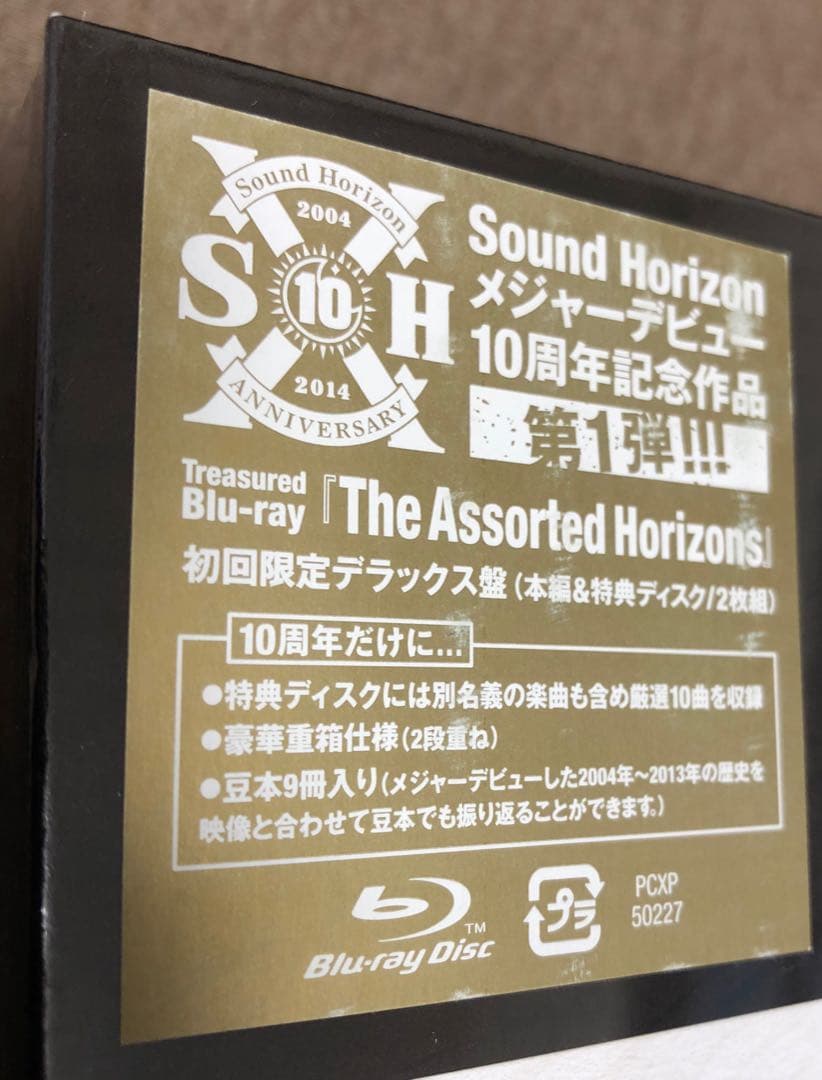 Sound Horizon
2004
S 10 H
2014
ANNIVERSARY
Sound Horizon
メジャーデビュー
10周年記念作品
第1弾!!!
Treasured
Blu-ray『The Assorted Horizons』
初回限定デラックス盤(本編&特典ディスク/2枚組)
10周年だけに...
●特典ディスクには別名義の楽曲も含め厳選10曲を収録
●豪華重箱仕様(2段重ね)
●豆本9冊入り(メジャーデビューした2004年~2013年の歴史を
映像と合わせて豆本でも振り返ることができます。)
Blu-ray Disc™
プラ
PCXP
50227